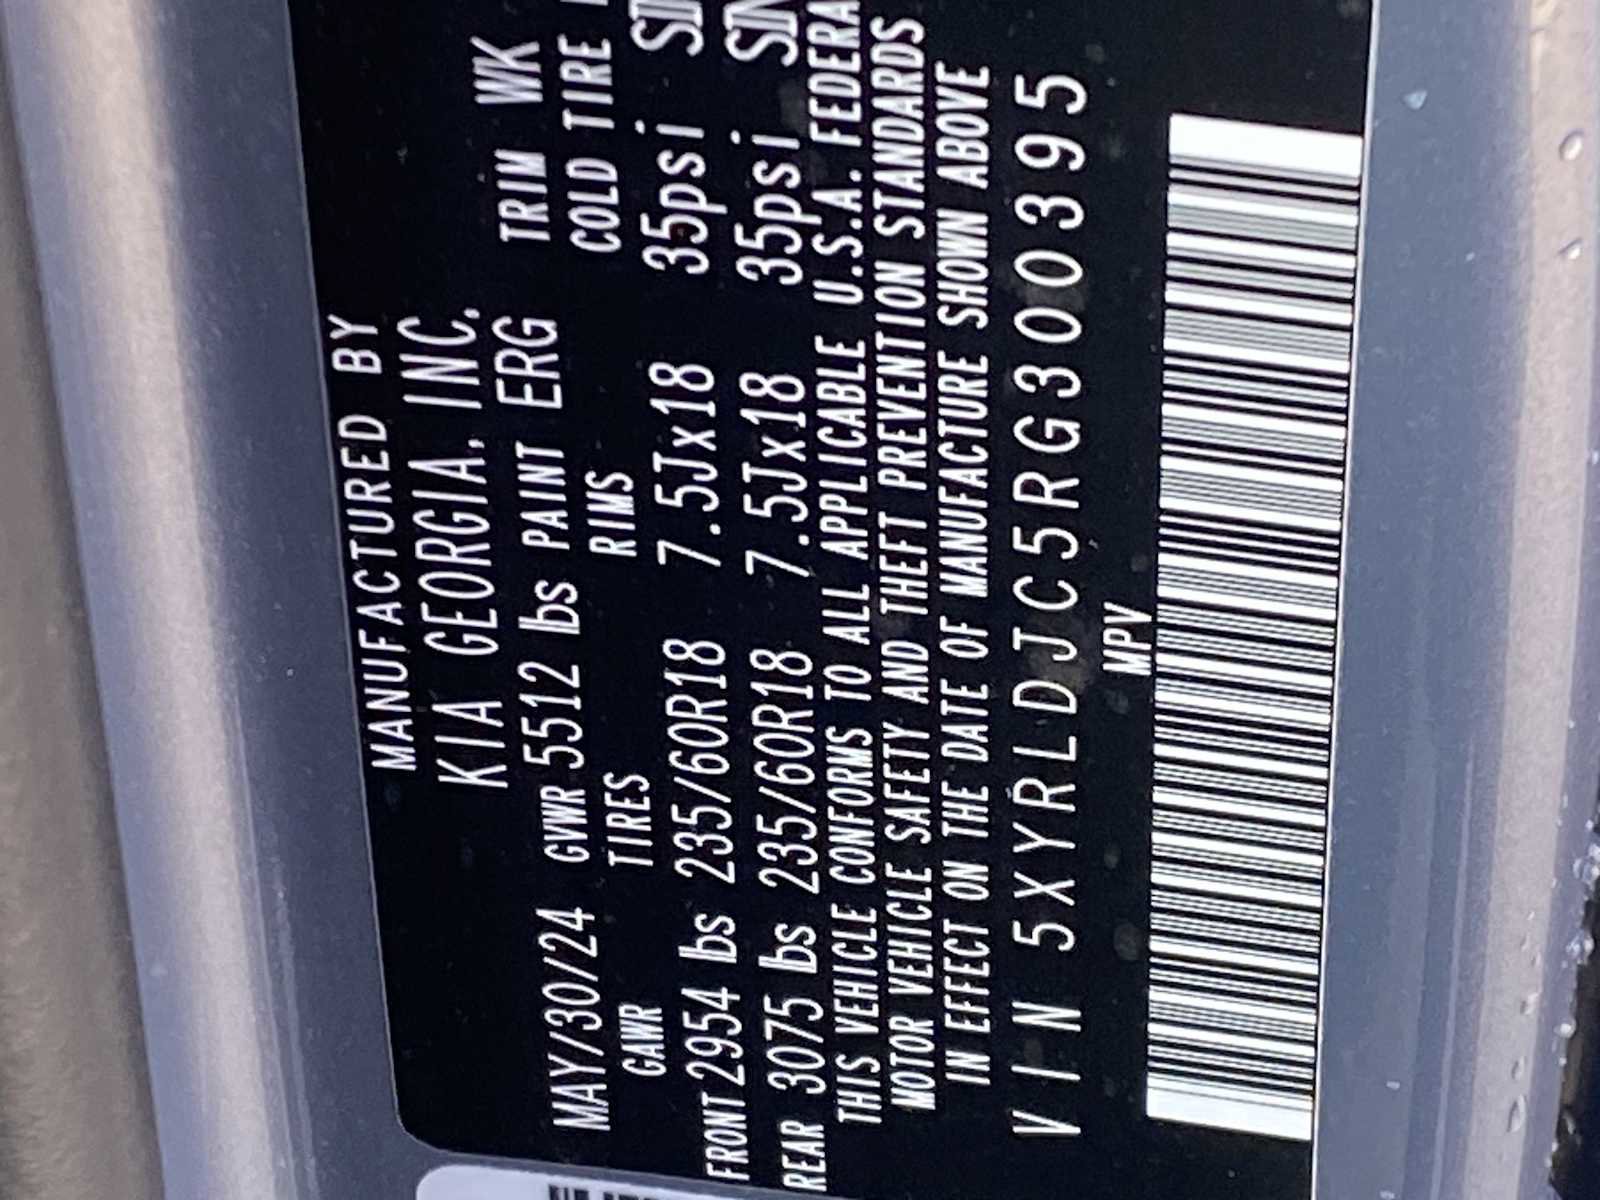 MANUFACTURED BY
KIA GEORGIA, INC.
MAY/30/24 GVWR 5512 lbs PAINT ERG TRIM WK
GAWR TIRES RIMS COLD TIRE
FRONT 2954 lbs 235/60R18 7.5Jx18 35psi
REAR 3075 lbs 235/60R18 7.5Jx18 35psi
THIS VEHICLE CONFORMS TO ALL APPLICABLE U.S.A. FEDERA
MOTOR VEHICLE SAFETY AND THEFT PREVENTION STANDARDS
IN EFFECT ON THE DATE OF MANUFACTURE SHOWN ABOVE
VIN 5XYRLDJC5RG300395
MPV